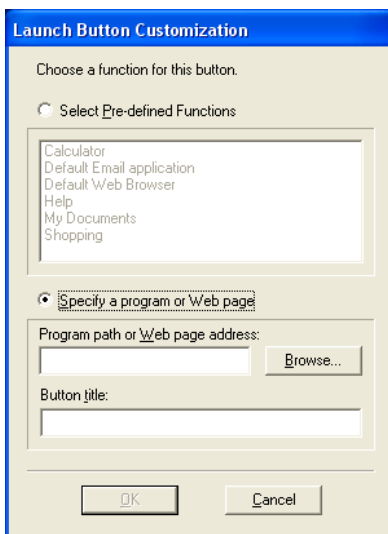 Launch Button Customization
Choose a function for this button.
Select Pre-defined Functions
Calculator
Default Email application
Default Web Browser
Help
My Documents
Shopping
Specify a program or Web page
Program path or Web page address:
Browse...
Button title:
OK Cancel